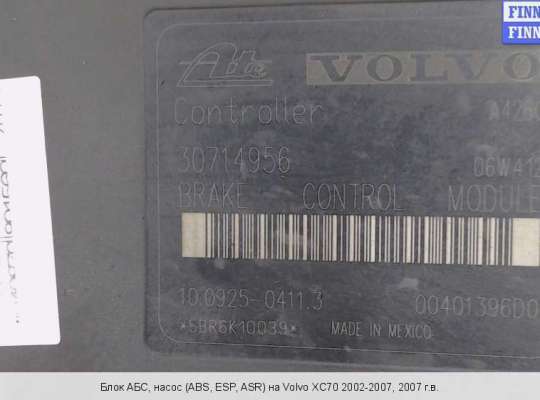 FINN
FINN
Ate VOLVO
Controller
30714956 06W412
BRAKE CONTROL MODULE
10.0925-0411.3 00401396D0
*5BR6K10039* MADE IN MEXICO
Блок АБС, насос (ABS, ESP, ASR) на Volvo XC70 2002-2007, 2007 г.в.